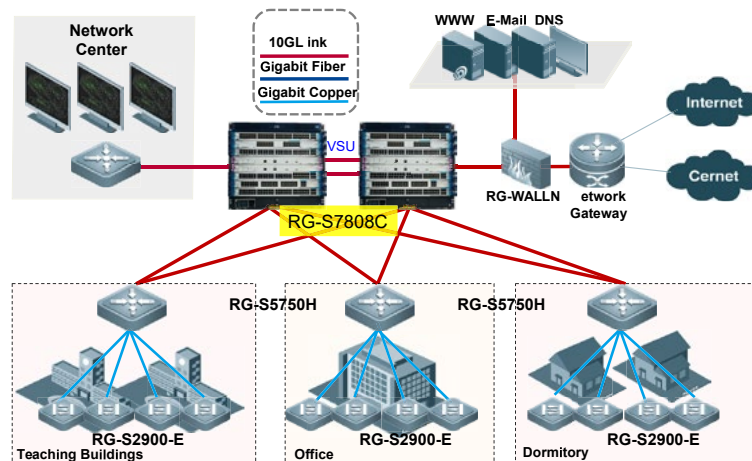 Network
Center
10GL ink
Gigabit Fiber
Gigabit Copper
WWW E-Mail DNS
VSU
Internet
Cernet
RG-WALLN
etwork
Gateway
RG-S7808C
RG-S5750H
RG-S5750H
RG-S2900-E
RG-S2900-E
RG-S2900-E
Teaching Buildings
Office
Dormitory